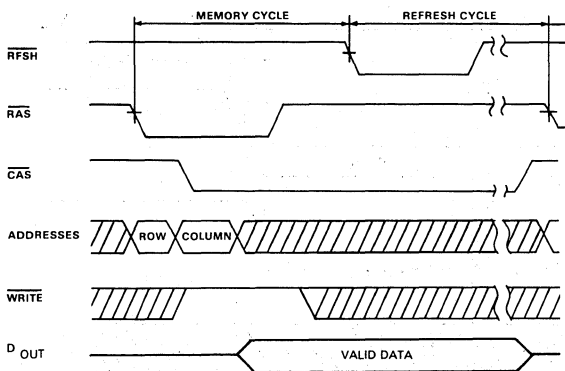 MEMORY CYCLE REFRESH CYCLE
RFSH
RAS
CAS
ADDRESSES ROW COLUMN
WRITE
D OUT VALID DATA